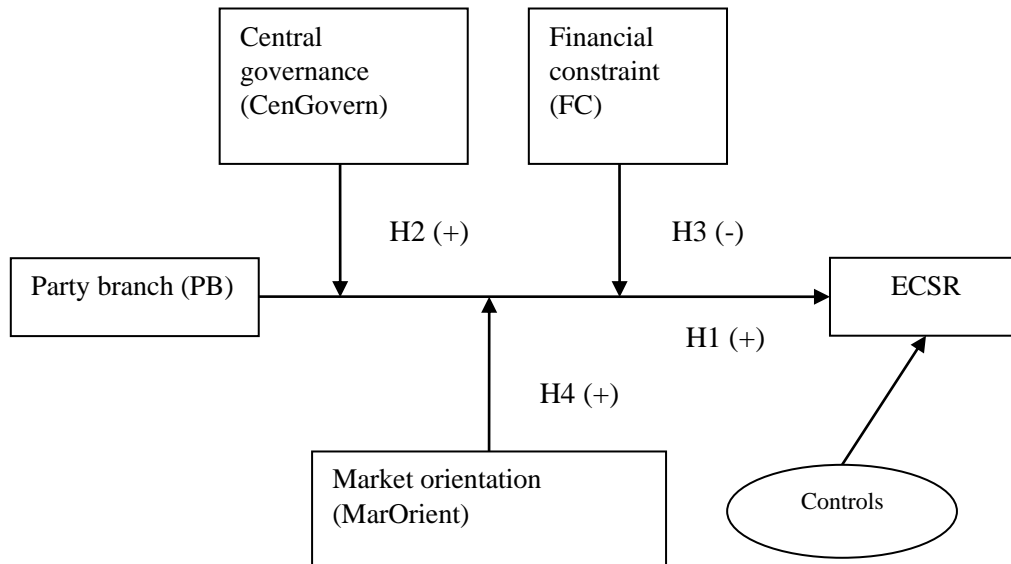 Central
governance
(CenGovern)
Financial
constraint
(FC)
H2 (+)
H3 (-)
Party branch (PB)
ECSR
H1 (+)
H4 (+)
Market orientation
(MarOrient)
Controls